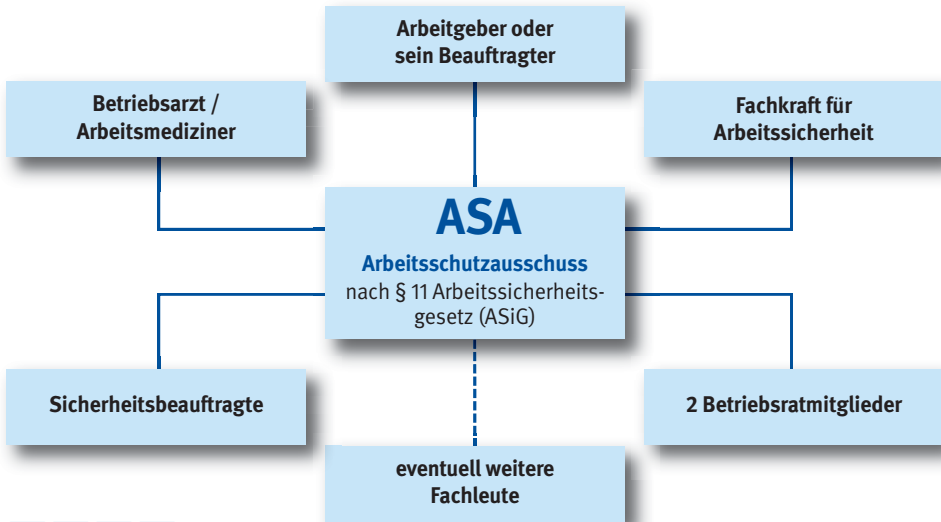 Arbeitgeber oder
sein Beauftragter
Betriebsarzt /
Arbeitsmediziner
Fachkraft für
Arbeitssicherheit
ASA
Arbeitsschutzausschuss
nach § 11 Arbeitssicherheits-
gesetz (ASiG)
Sicherheitsbeauftragte
2 Betriebsratmitglieder
eventuell weitere
Fachleute